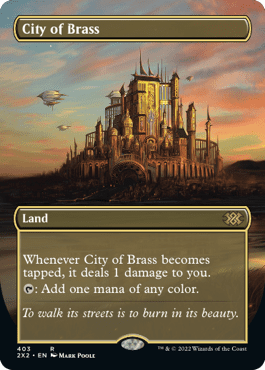 City of Brass
Land
Whenever City of Brass becomes
tapped, it deals 1 damage to you.
: Add one mana of any color.
To walk its streets is to burn in its beauty.
403 R
2X2 • EN Mark Poole
™ & © 2022 Wizards of the Coast